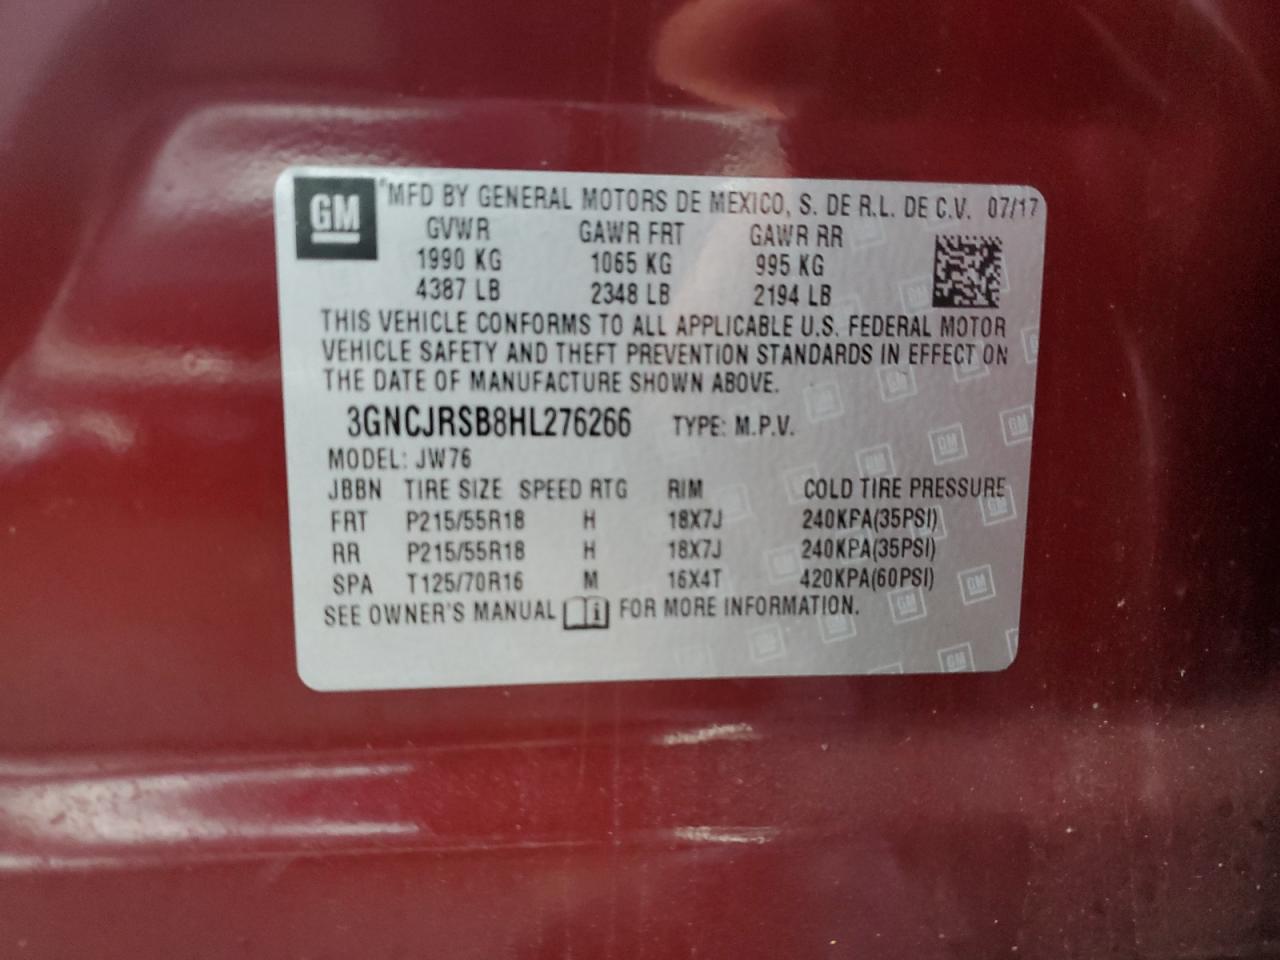 GM MFD BY GENERAL MOTORS DE MEXICO, S. DE R.L. DE C.V. 07/17
GVWR GAWR FRT GAWR RR
1990 KG 1065 KG 995 KG
4387 LB 2348 LB 2194 LB
THIS VEHICLE CONFORMS TO ALL APPLICABLE U.S. FEDERAL MOTOR
VEHICLE SAFETY AND THEFT PREVENTION STANDARDS IN EFFECT ON
THE DATE OF MANUFACTURE SHOWN ABOVE.
3GNCJRSB8HL276266 TYPE: M.P.V.
MODEL: JW76
JBBN TIRE SIZE SPEED RTG RIM COLD TIRE PRESSURE
FRT P215/55R18 H 18X7J 240KPA(35PSI)
RR P215/55R18 H 18X7J 240KPA(35PSI)
SPA T125/70R16 M 16X4T 420KPA(60PSI)
SEE OWNER'S MANUAL FOR MORE INFORMATION.